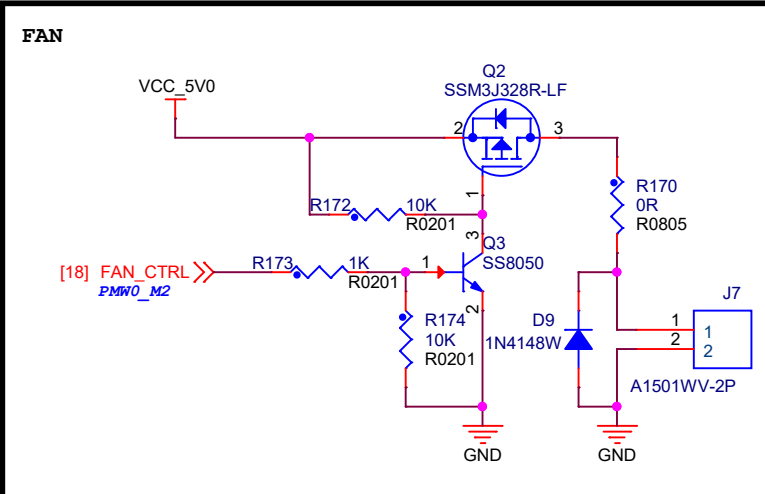 FAN
Q2
SSM3J328R-LF
VCC_5V0
2
3
1
R172
10K
R0201
R170
0R
R0805
3
Q3
SS8050
[18] FAN_CTRL
PMW0_M2
R173
1K
R0201
1
2
R174
10K
R0201
D9
1N4148W
J7
1
1
2
2
A1501WV-2P
GND
GND